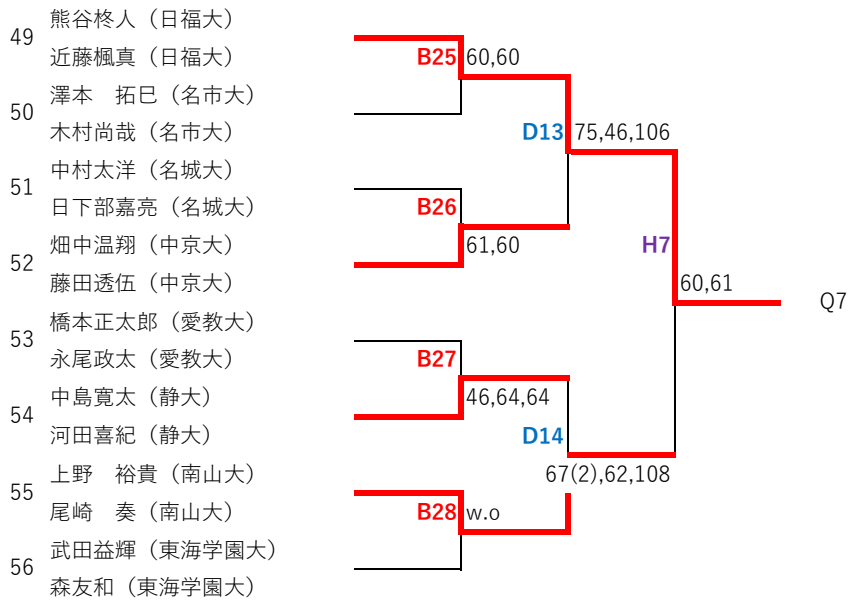 熊谷柊人（日福大）
49
近藤楓真（日福大）
B25 60,60
澤本　拓巳（名市大）
50
木村尚哉（名市大）
D13 75,46,106
中村太洋（名城大）
51
日下部嘉亮（名城大）
B26
畑中温翔（中京大）
61,60
H7
52
藤田透伍（中京大）
60,61
Q7
橋本正太郎（愛教大）
53
永尾政太（愛教大）
B27
中島寛太（静大）
46,64,64
54
河田喜紀（静大）
D14
上野　裕貴（南山大）
67(2),62,108
55
尾崎　奏（南山大）
B28 w.o
武田益輝（東海学園大）
56
森友和（東海学園大）